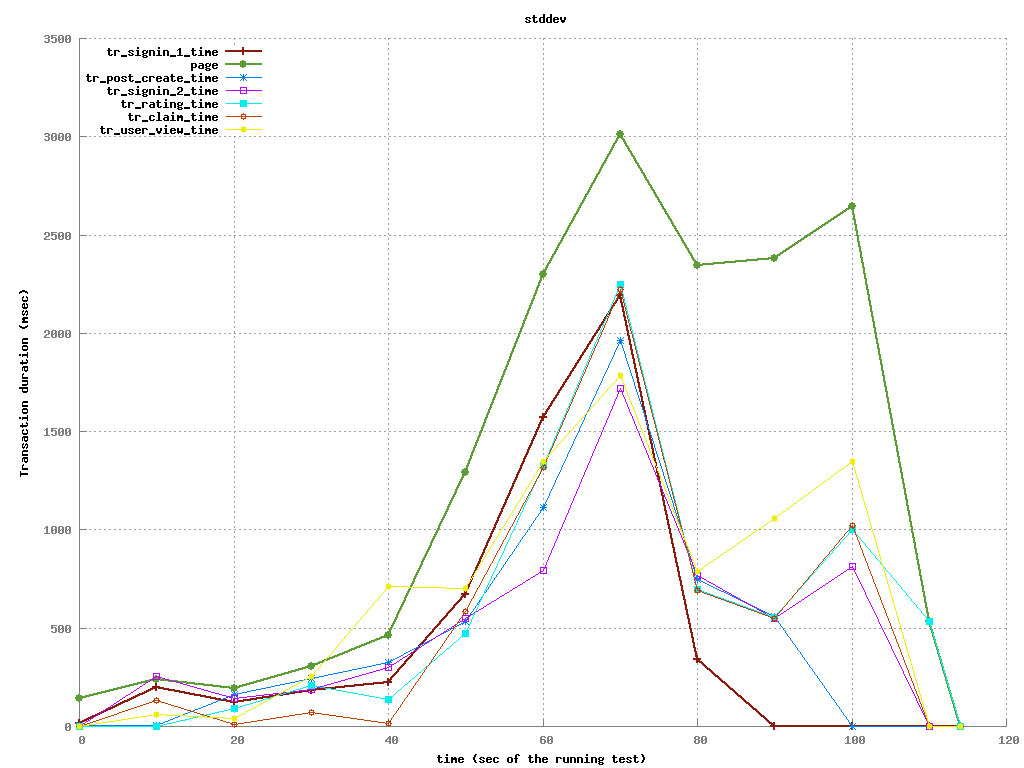 stddev
3500
3000
2500
2000
1500
1000
500
0
tr_signin_1_time
page
tr_post_create_time
tr_signin_2_time
tr_rating_time
tr_claim_time
tr_user_view_time
Transaction duration (msec)
0 20 40 60 80 100 120
time (sec of the running test)